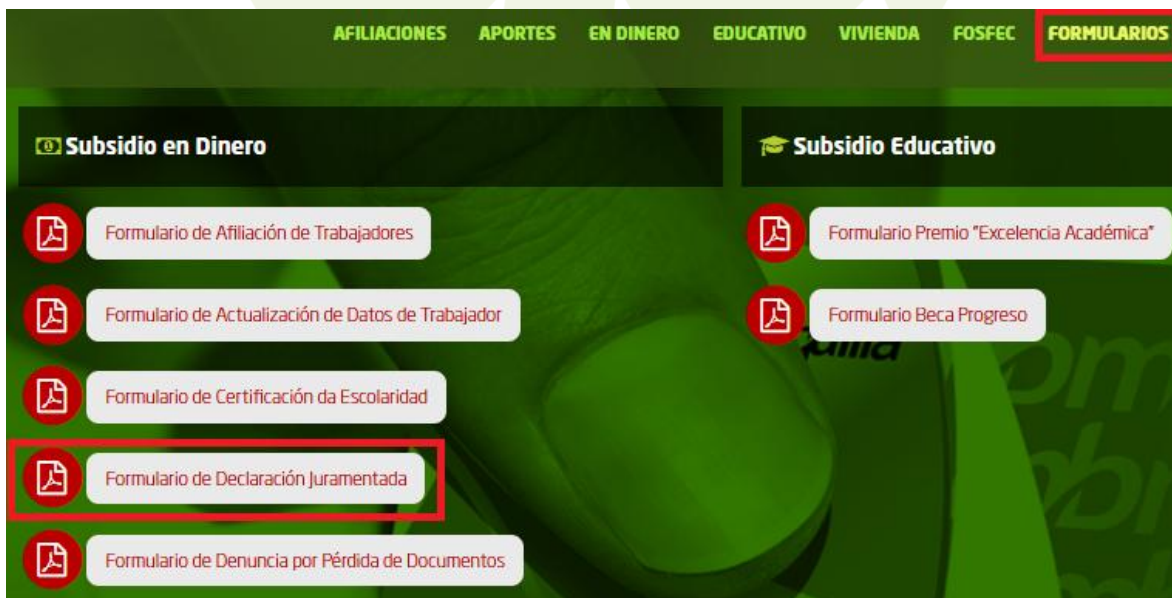 AFILIACIONES APORTES EN DINERO EDUCATIVO VIVIENDA FOSFEC FORMULARIOS
Subsidio en Dinero
Formulario de Afiliación de Trabajadores
Formulario de Actualización de Datos de Trabajador
Formulario de Certificación da Escolaridad
Formulario de Declaración Juramentada
Formulario de Denuncia por Pérdida de Documentos
Subsidio Educativo
Formulario Premio "Excelencia Académica"
Formulario Beca Progreso